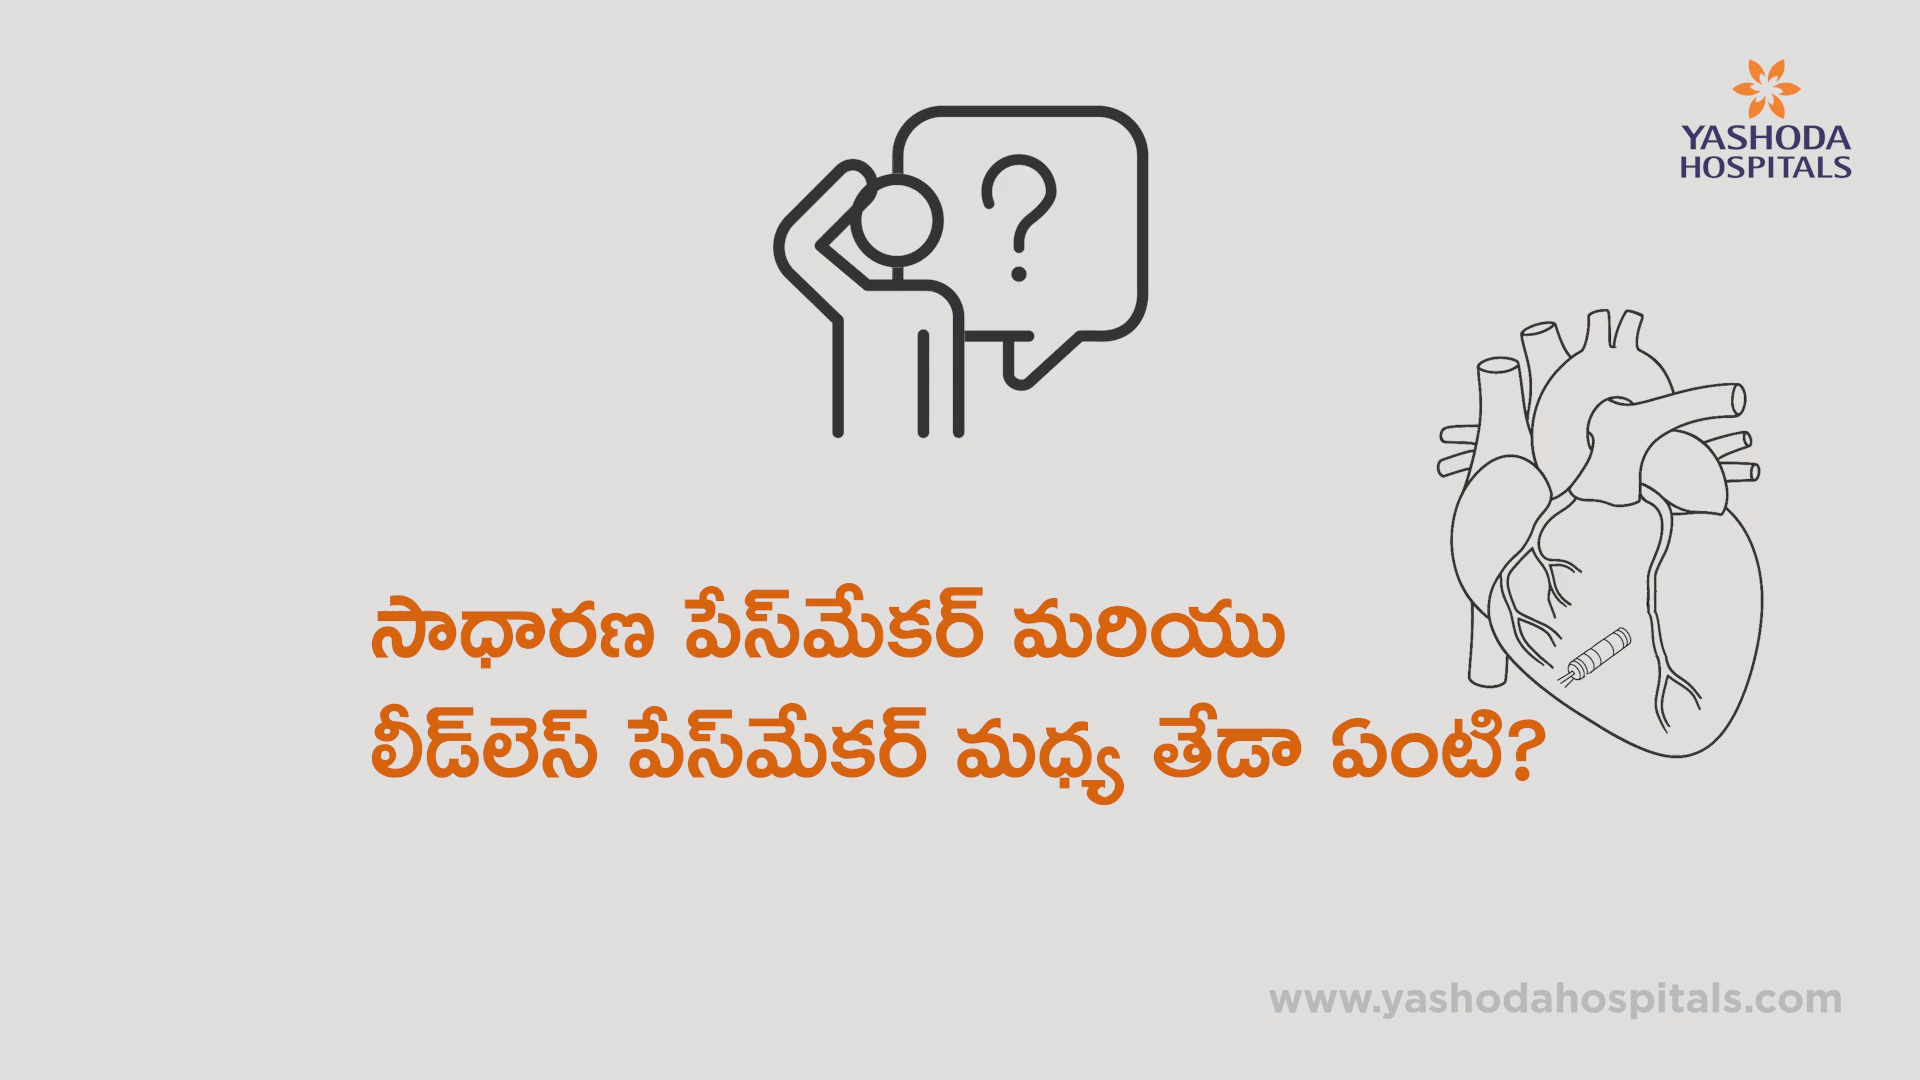 YASHODA
HOSPITALS
సాధారణ పేస్‌మేకర్ మరియు
లీడ్‌లెస్ పేస్‌మేకర్ మధ్య తేడా ఏంటి?
www.yashodahospitals.com